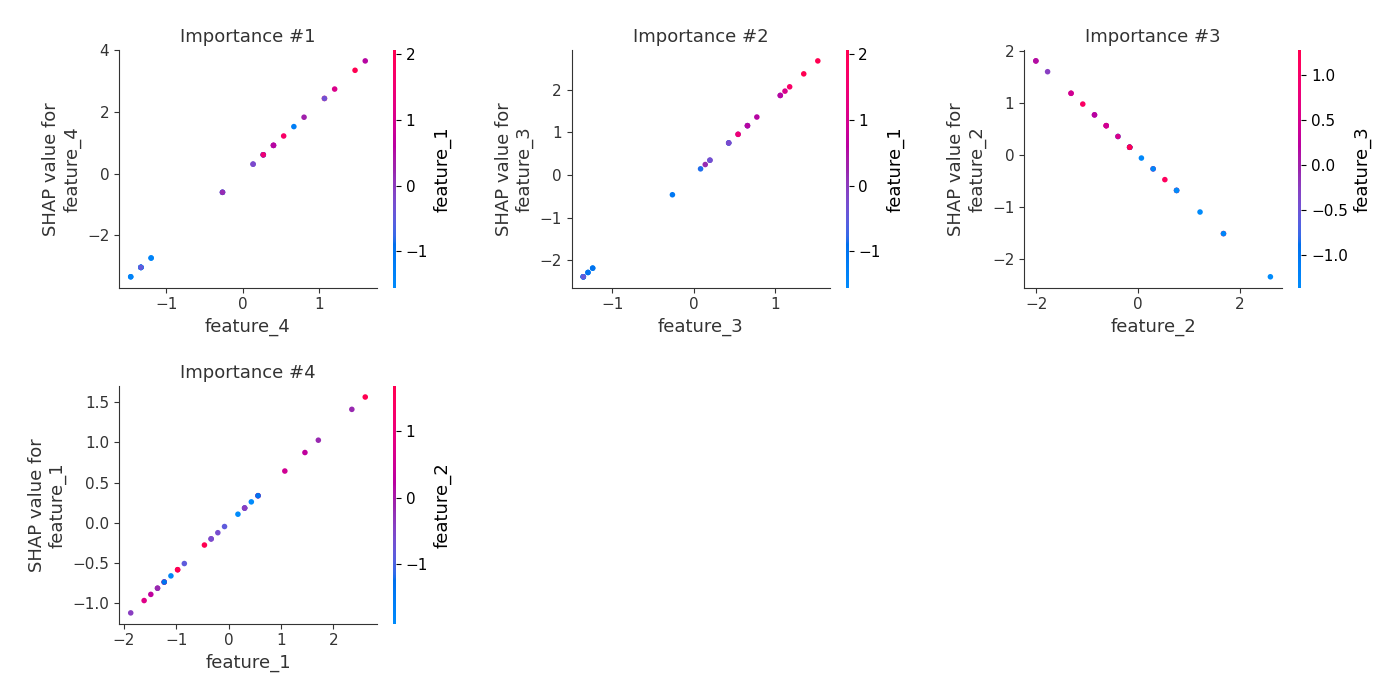 Importance #1
4
2
0
−2
−1
0
1
SHAP value for
feature_4
feature_4
2
1
0
−1
feature_1
Importance #2
2
1
0
−1
−2
−1
0
1
SHAP value for
feature_3
feature_3
2
1
0
−1
feature_1
Importance #3
2
1
0
−1
−2
−2
0
2
SHAP value for
feature_2
feature_2
1.0
0.5
0.0
−0.5
−1.0
feature_3
Importance #4
1.5
1.0
0.5
0.0
−0.5
−1.0
−2
−1
0
1
2
SHAP value for
feature_1
feature_1
1
0
−1
feature_2